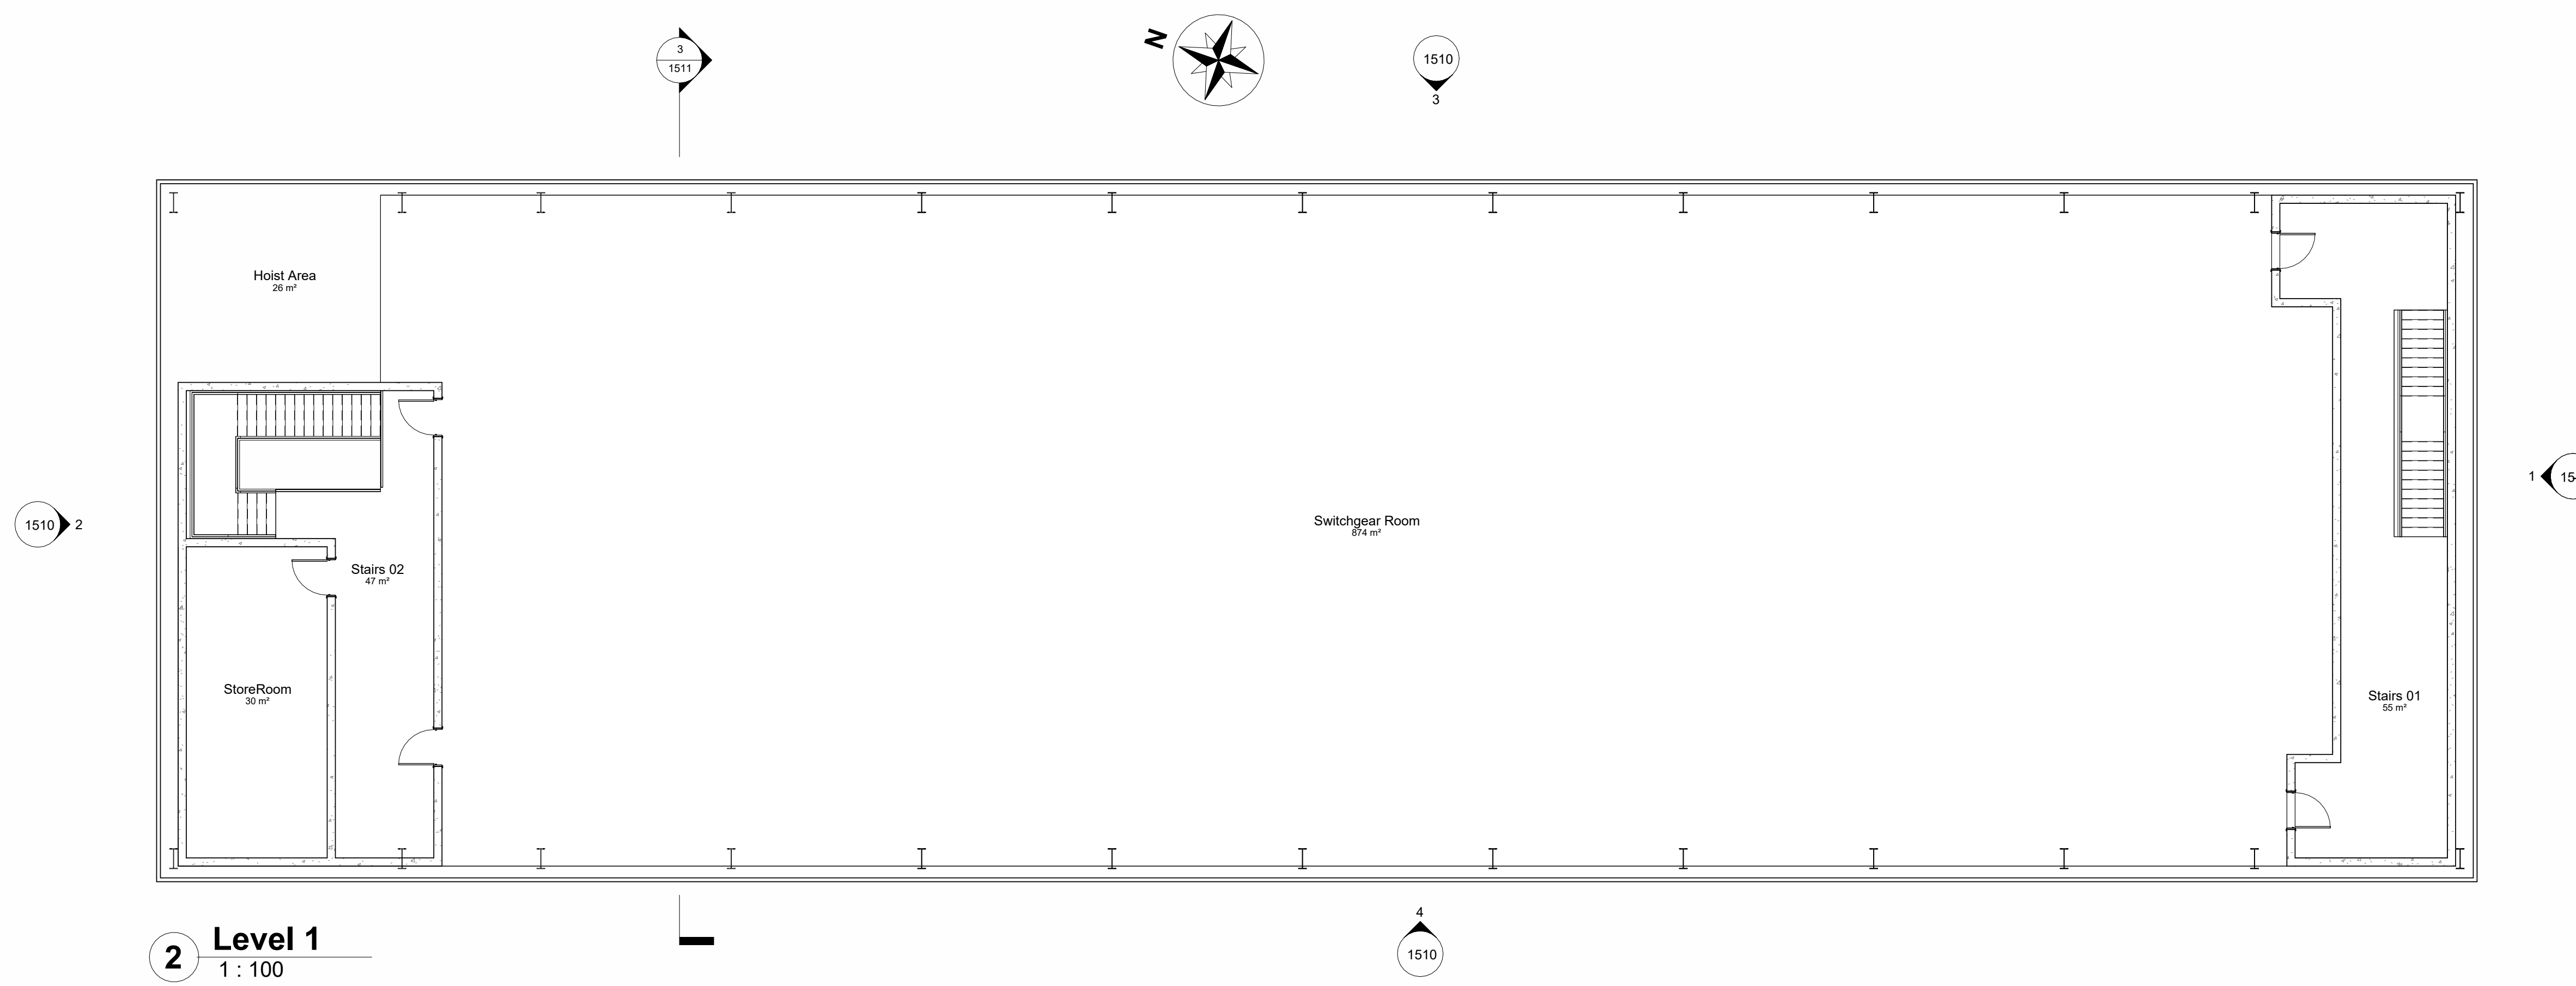 3
1511
N
1510
3
Hoist Area
26 m²
Switchgear Room
874 m²
1510
2
1
Stairs 02
47 m²
StoreRoom
30 m²
Stairs 01
55 m²
4
1510
2
Level 1
1 : 100